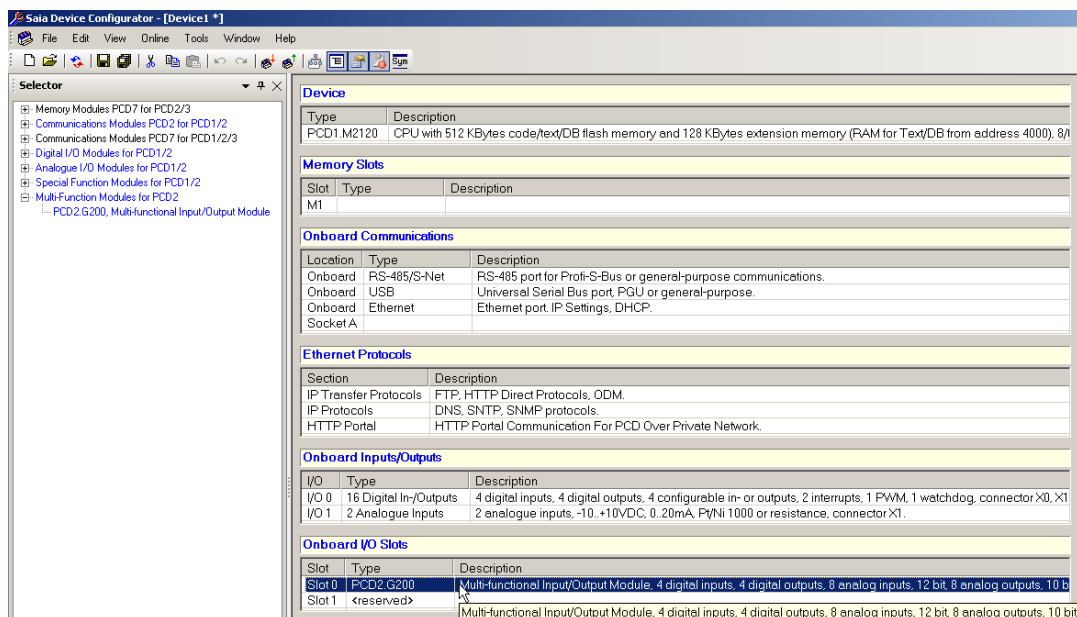 Saia Device Configurator - [Device1 *]
File Edit View Online Tools Window Help
Sym
Selector
Memory Modules PCD7 for PCD2/3
Communications Modules PCD2 for PCD1/2
Communications Modules PCD7 for PCD1/2/3
Digital I/O Modules for PCD1/2
Analogue I/O Modules for PCD1/2
Special Function Modules for PCD1/2
Multi-Function Modules for PCD2
PCD2.G200, Multi-functional Input/Output Module
Device
Type Description
PCD1.M2120 CPU with 512 KBytes code/text/DB flash memory and 128 KBytes extension memory (RAM for Text/DB from address 4000), 8/
Memory Slots
Slot Type Description
M1
Onboard Communications
Location Type Description
Onboard RS-485/S-Net RS-485 port for Profi-S-Bus or general-purpose communications.
Onboard USB Universal Serial Bus port, PGU or general-purpose.
Onboard Ethernet Ethernet port. IP Settings, DHCP.
Socket A
Ethernet Protocols
Section Description
IP Transfer Protocols FTP, HTTP Direct Protocols, ODM.
IP Protocols DNS, SNTP, SNMP protocols.
HTTP Portal HTTP Portal Communication For PCD Over Private Network.
Onboard Inputs/Outputs
I/O Type Description
I/O 0 16 Digital In-/Outputs 4 digital inputs, 4 digital outputs, 4 configurable in- or outputs, 2 interrupts, 1 PWM, 1 watchdog, connector X0, X1
I/O 1 2 Analogue Inputs 2 analogue inputs, -10..+10VDC, 0..20mA, Pt/Ni 1000 or resistance, connector X1.
Onboard I/O Slots
Slot Type Description
Slot 0 PCD2.G200 Multi-functional Input/Output Module, 4 digital inputs, 4 digital outputs, 8 analog inputs, 12 bit, 8 analog outputs, 10 b
Slot 1 <reserved>
Multi-functional Input/Output Module, 4 digital inputs, 4 digital outputs, 8 analog inputs, 12 bit, 8 analog outputs, 10 bit